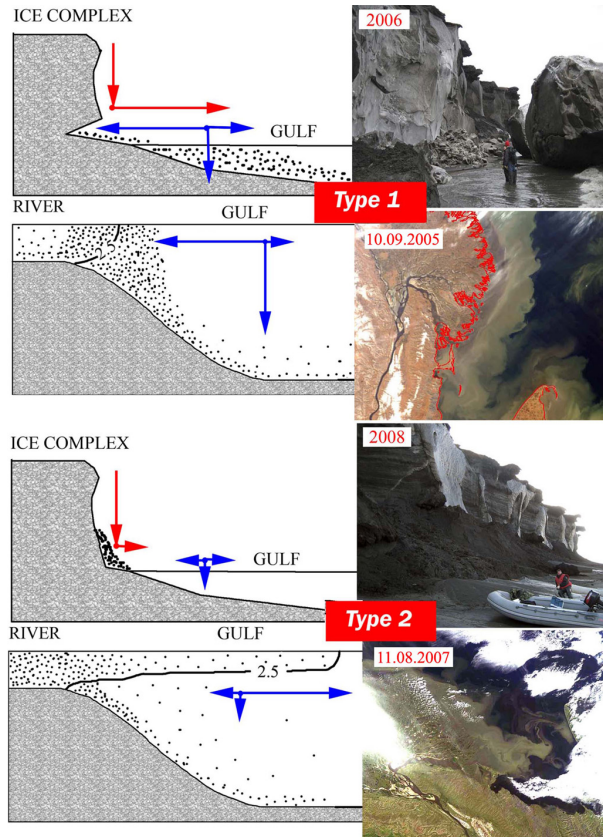 ICE COMPLEX
2006
GULF
Type 1
RIVER
GULF
10.09.2005
ICE COMPLEX
2008
GULF
Type 2
RIVER
GULF
11.08.2007
2.5